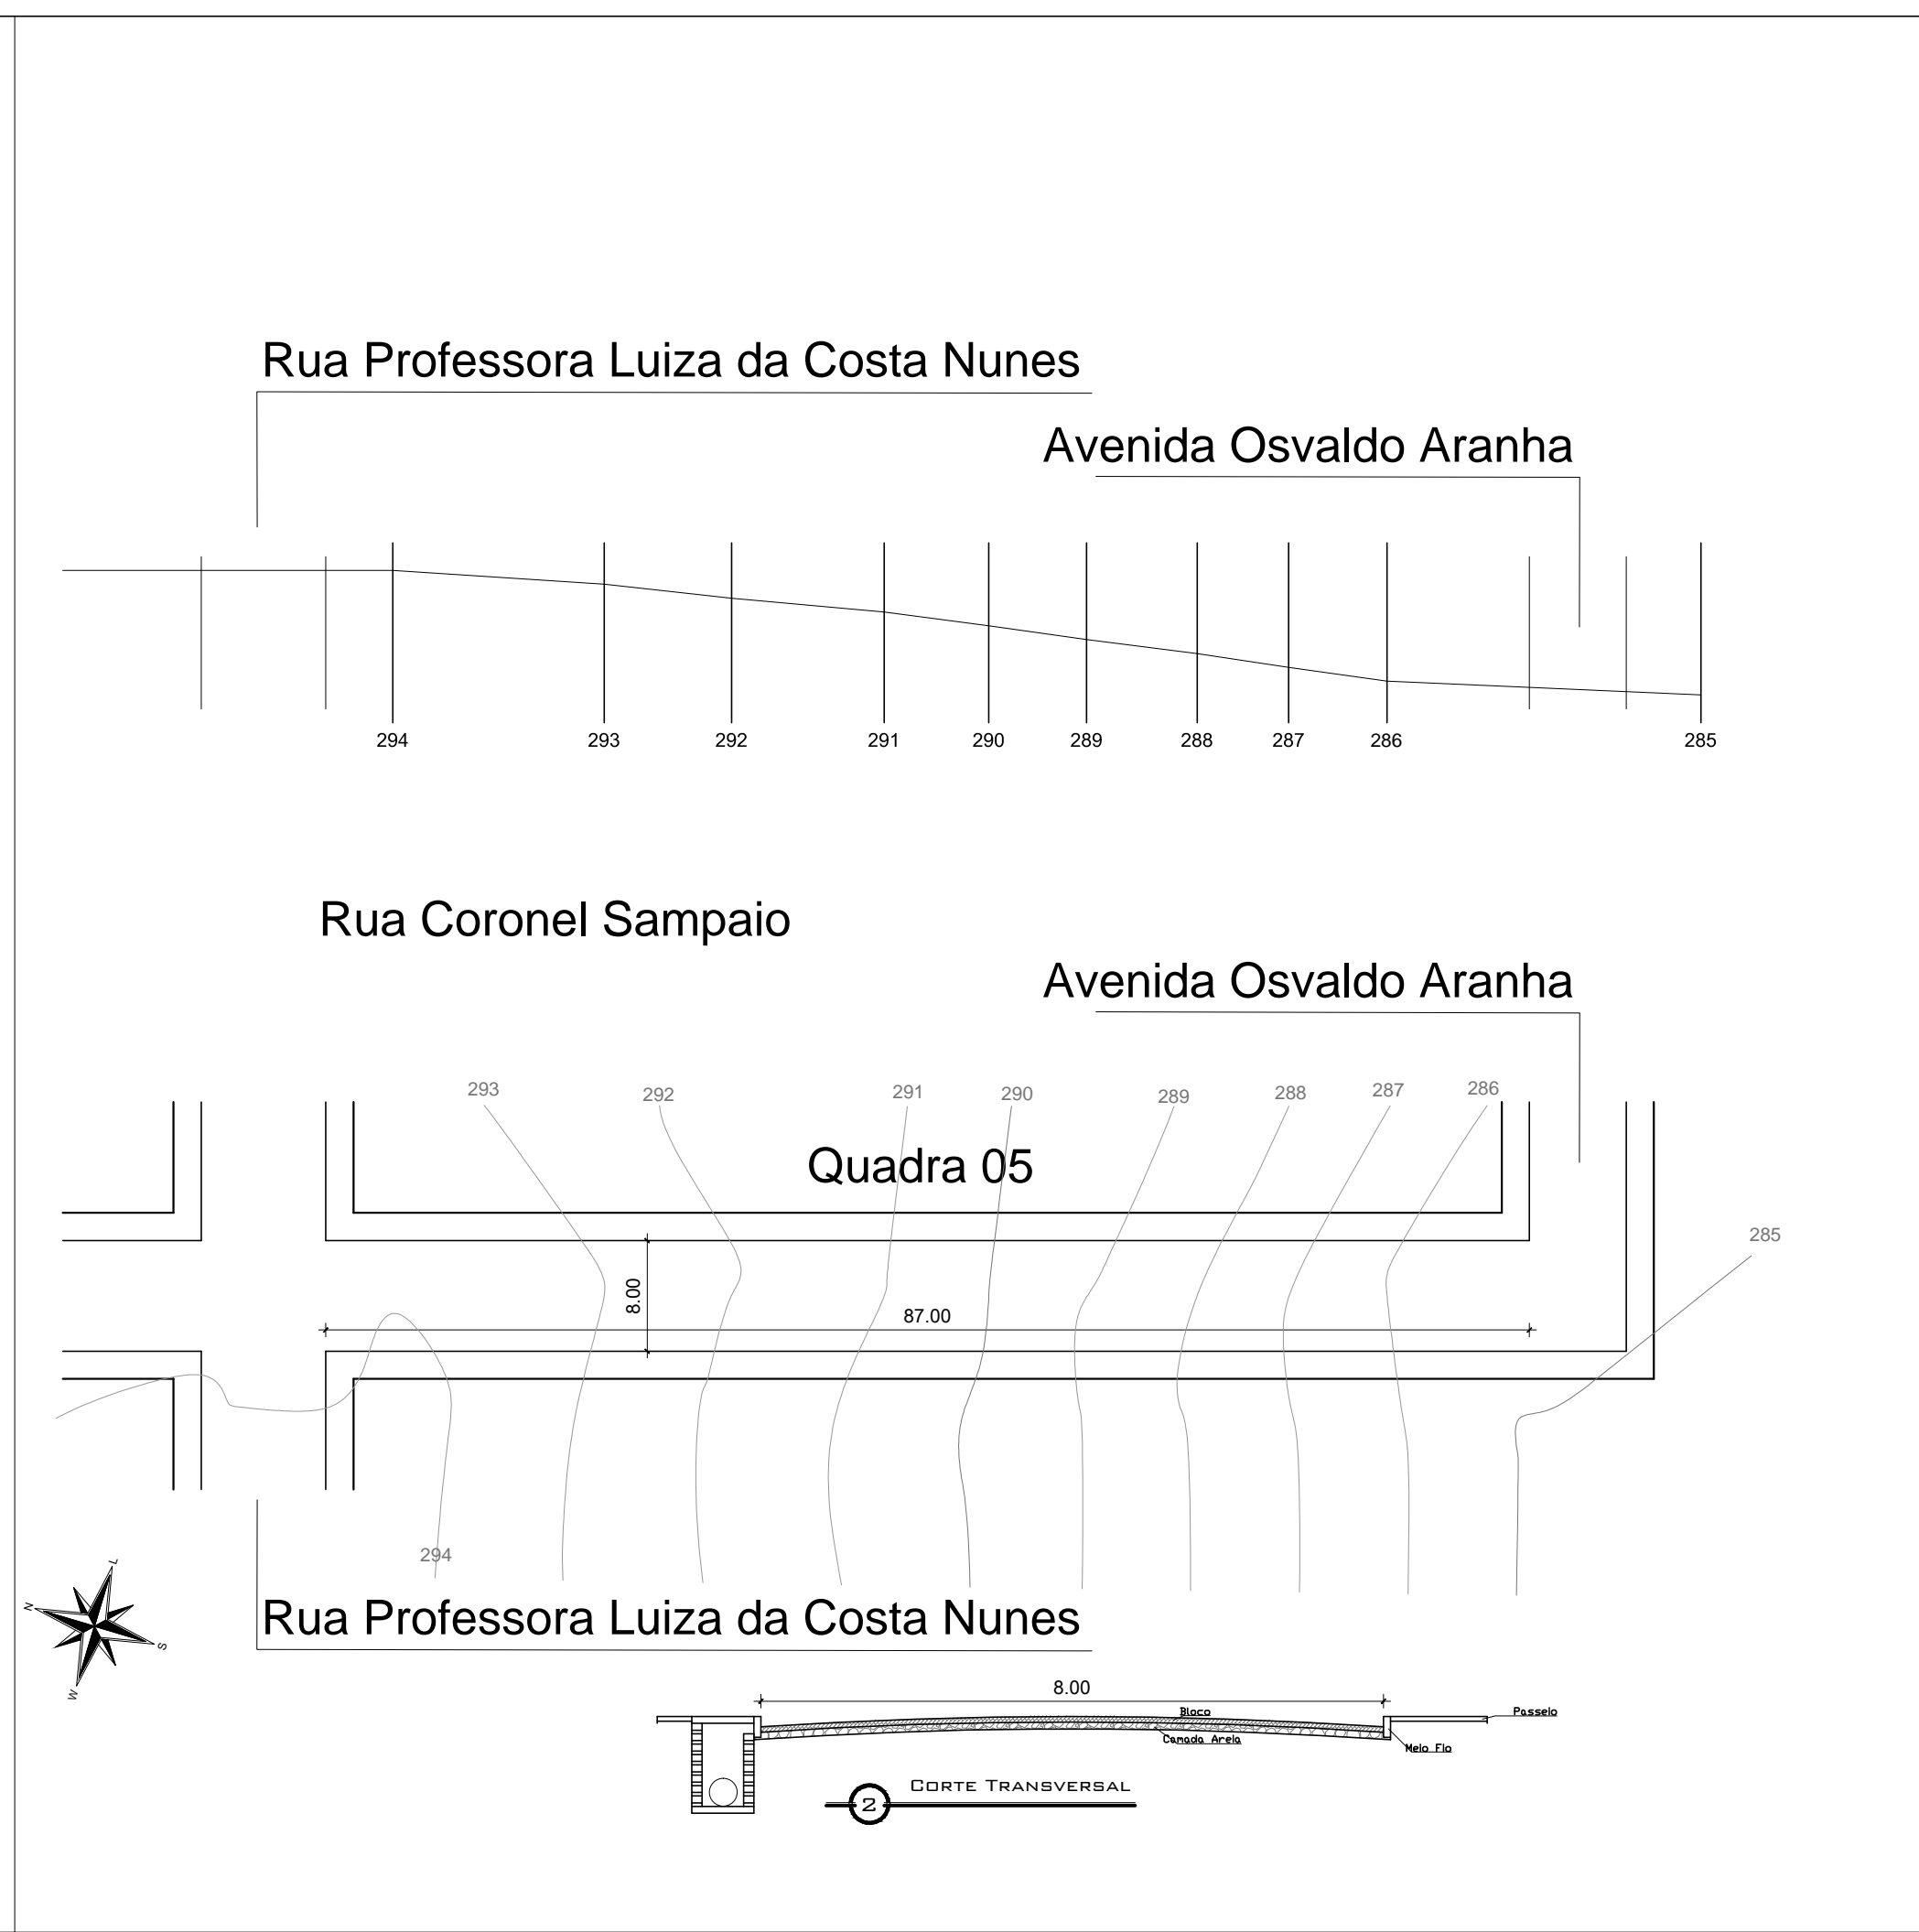 Rua Professora Luiza da Costa Nunes
Avenida Osvaldo Aranha
294 293 292 291 290 289 288 287 286 285
Rua Coronel Sampaio
Avenida Osvaldo Aranha
293 292 291 290 289 288 287 286
Quadra 05
285
8.00
87.00
294
L
N
S
W
Rua Professora Luiza da Costa Nunes
8.00
Bloco
Passeio
Camada Areia
Meio Fio
2 CORTE TRANSVERSAL